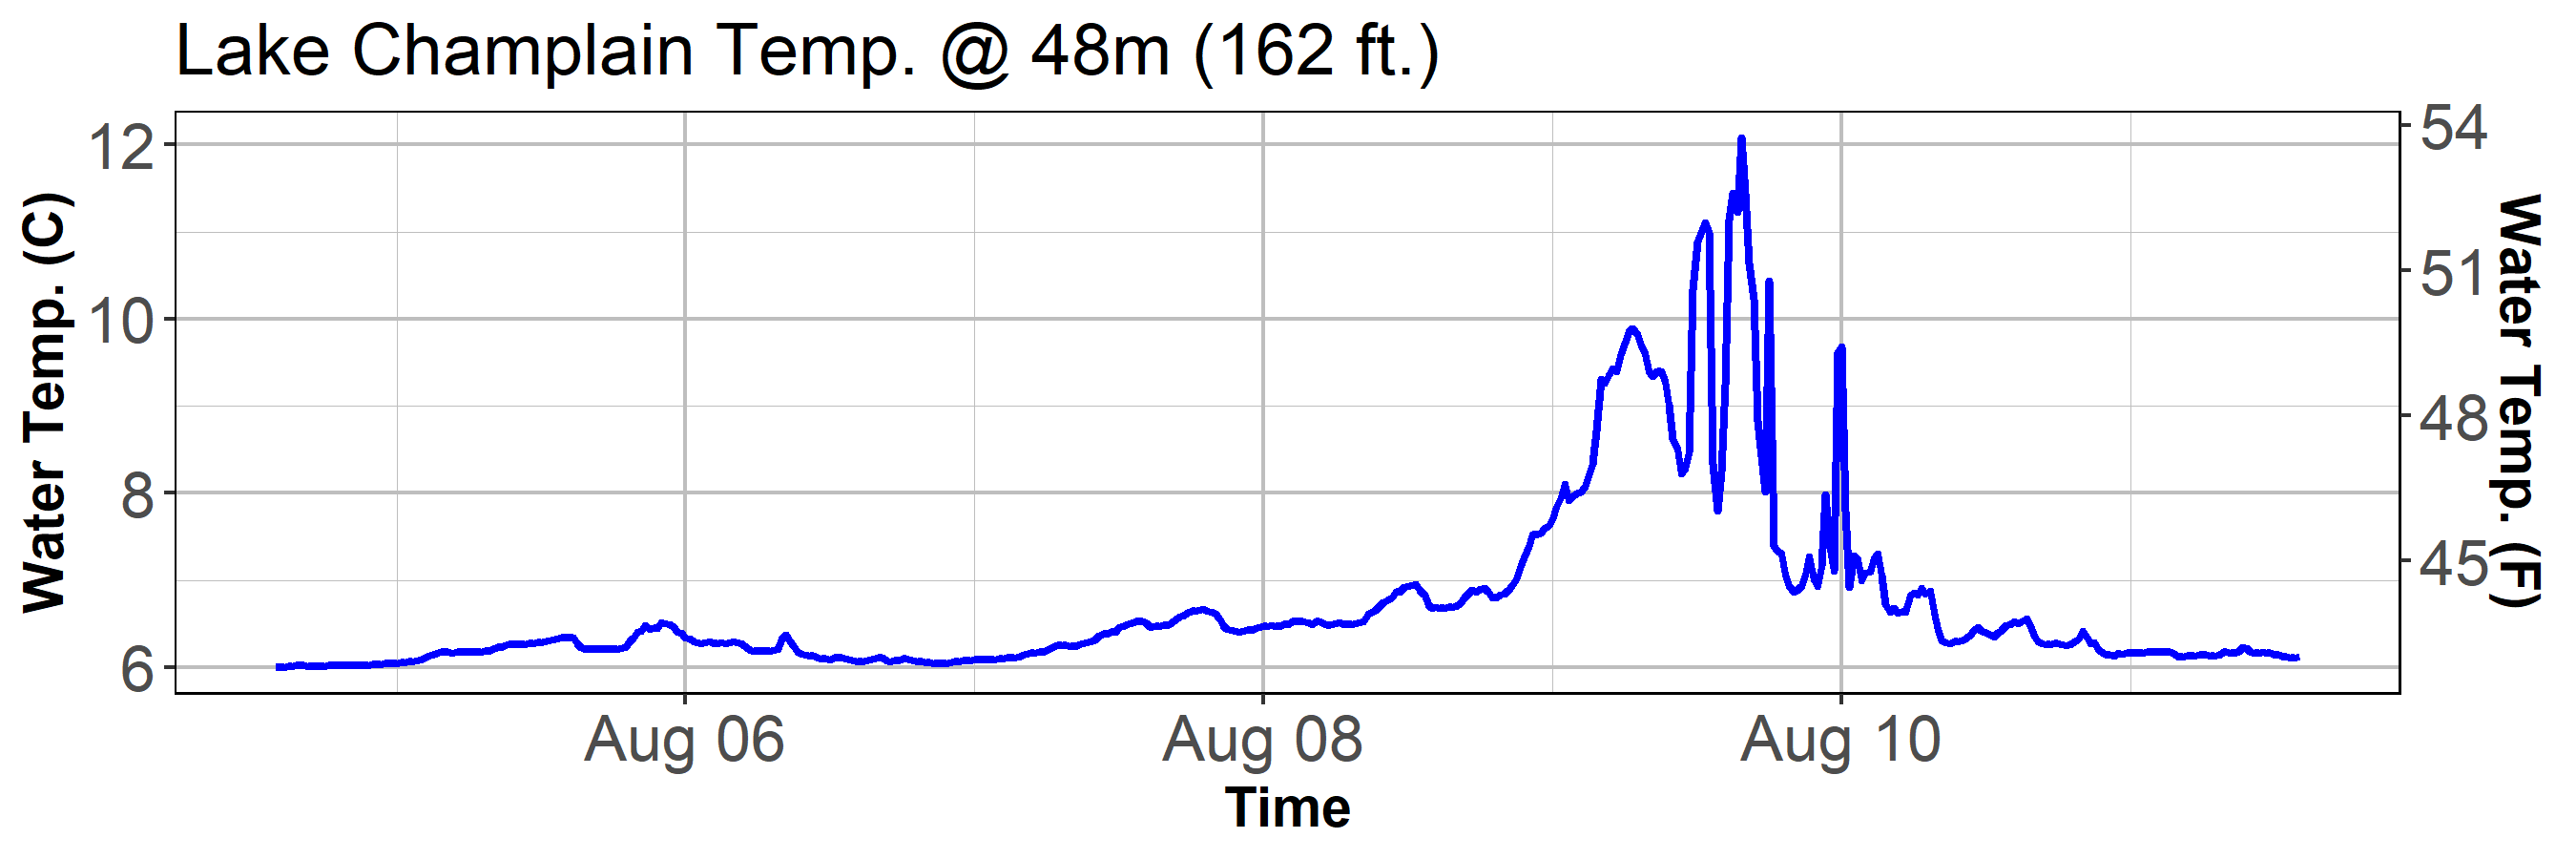 Lake Champlain Temp. @ 48m (162 ft.)
Water Temp. (C)
12
10
8
6
54
51
48
45
Water Temp. (F)
Aug 06
Aug 08
Aug 10
Time